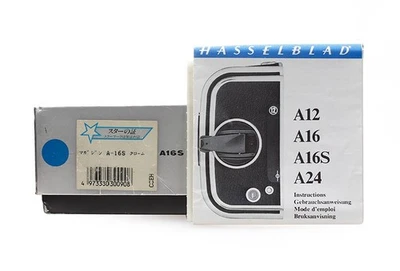 HASSELBLAD
A12
A16
A16S
A24
Instructions
Gebrauchsanweisung
Mode d'emploi
Bruksanvisning
スターの証
マガジン A-16S クローム
A16S
4 973330 300908